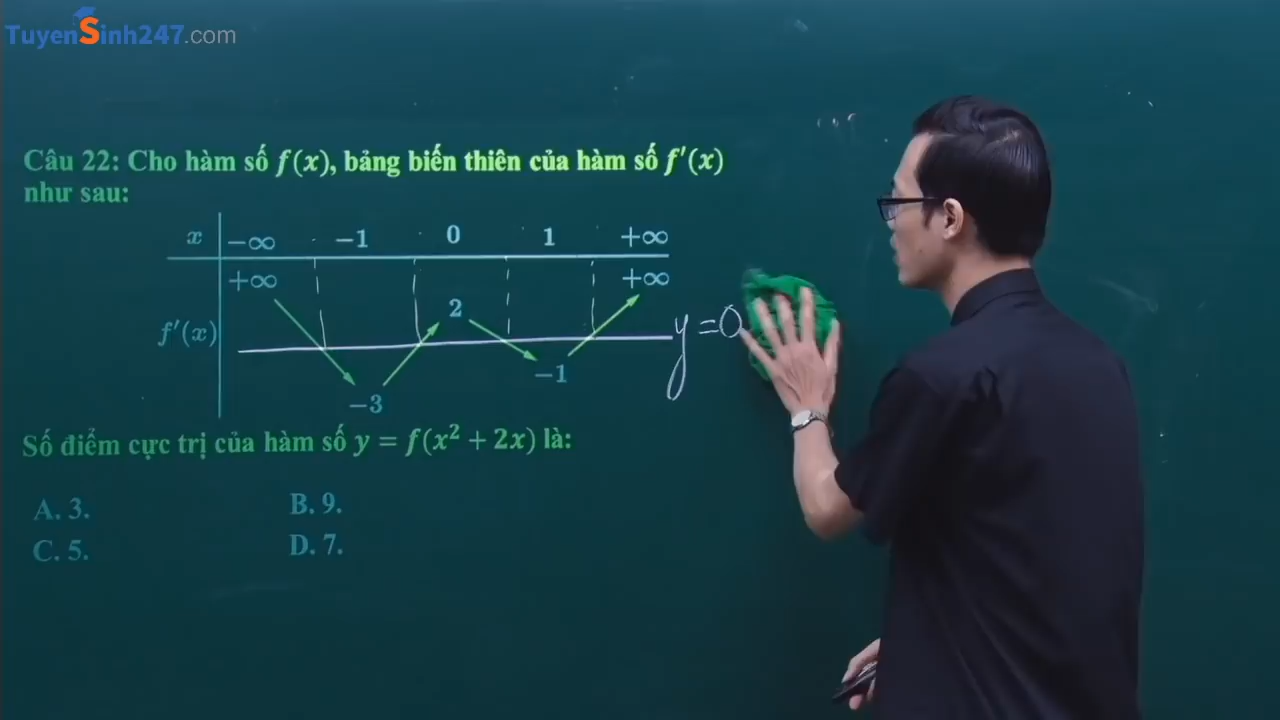 TuyenSinh247.com
Câu 22: Cho hàm số f(x), bảng biến thiên của hàm số f′(x)
như sau:
x −∞ −1 0 1 +∞
+∞ +∞
2
f′(x) y = 0
−1
−3
Số điểm cực trị của hàm số y = f(x² + 2x) là:
A. 3. B. 9.
C. 5. D. 7.